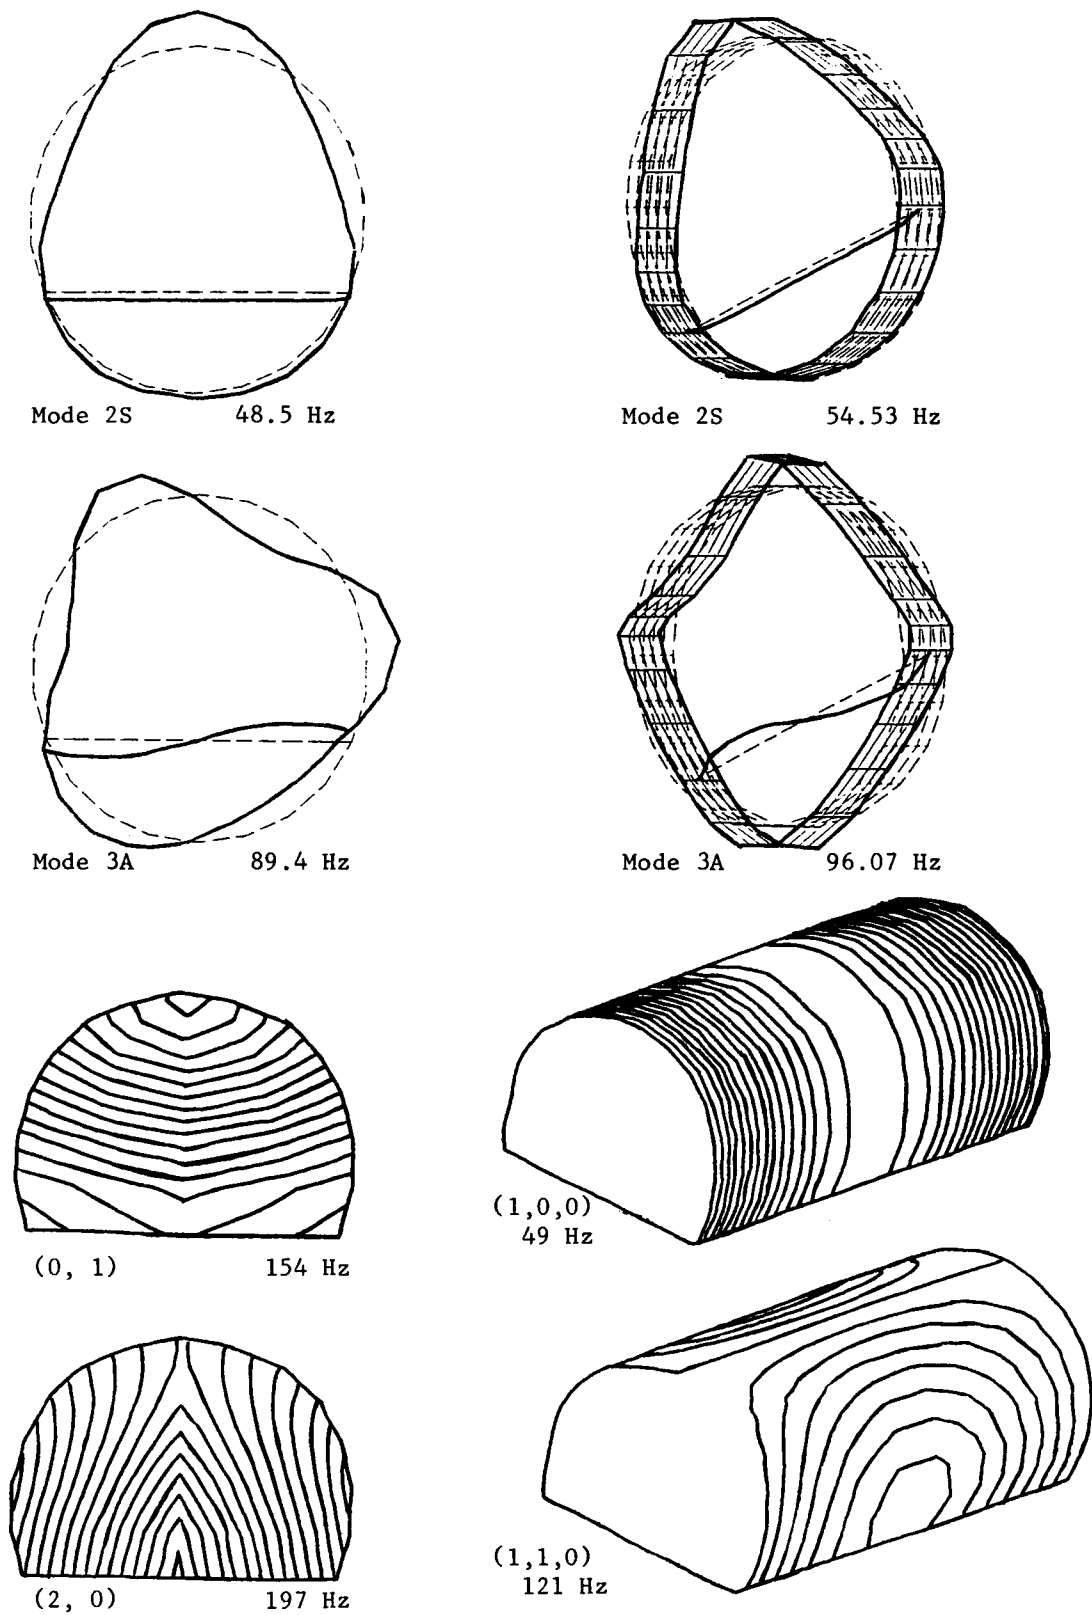 Mode 2S 48.5 Hz
Mode 2S 54.53 Hz
Mode 3A 89.4 Hz
Mode 3A 96.07 Hz
(1,0,0)
49 Hz
(0, 1) 154 Hz
(1,1,0)
121 Hz
(2, 0) 197 Hz